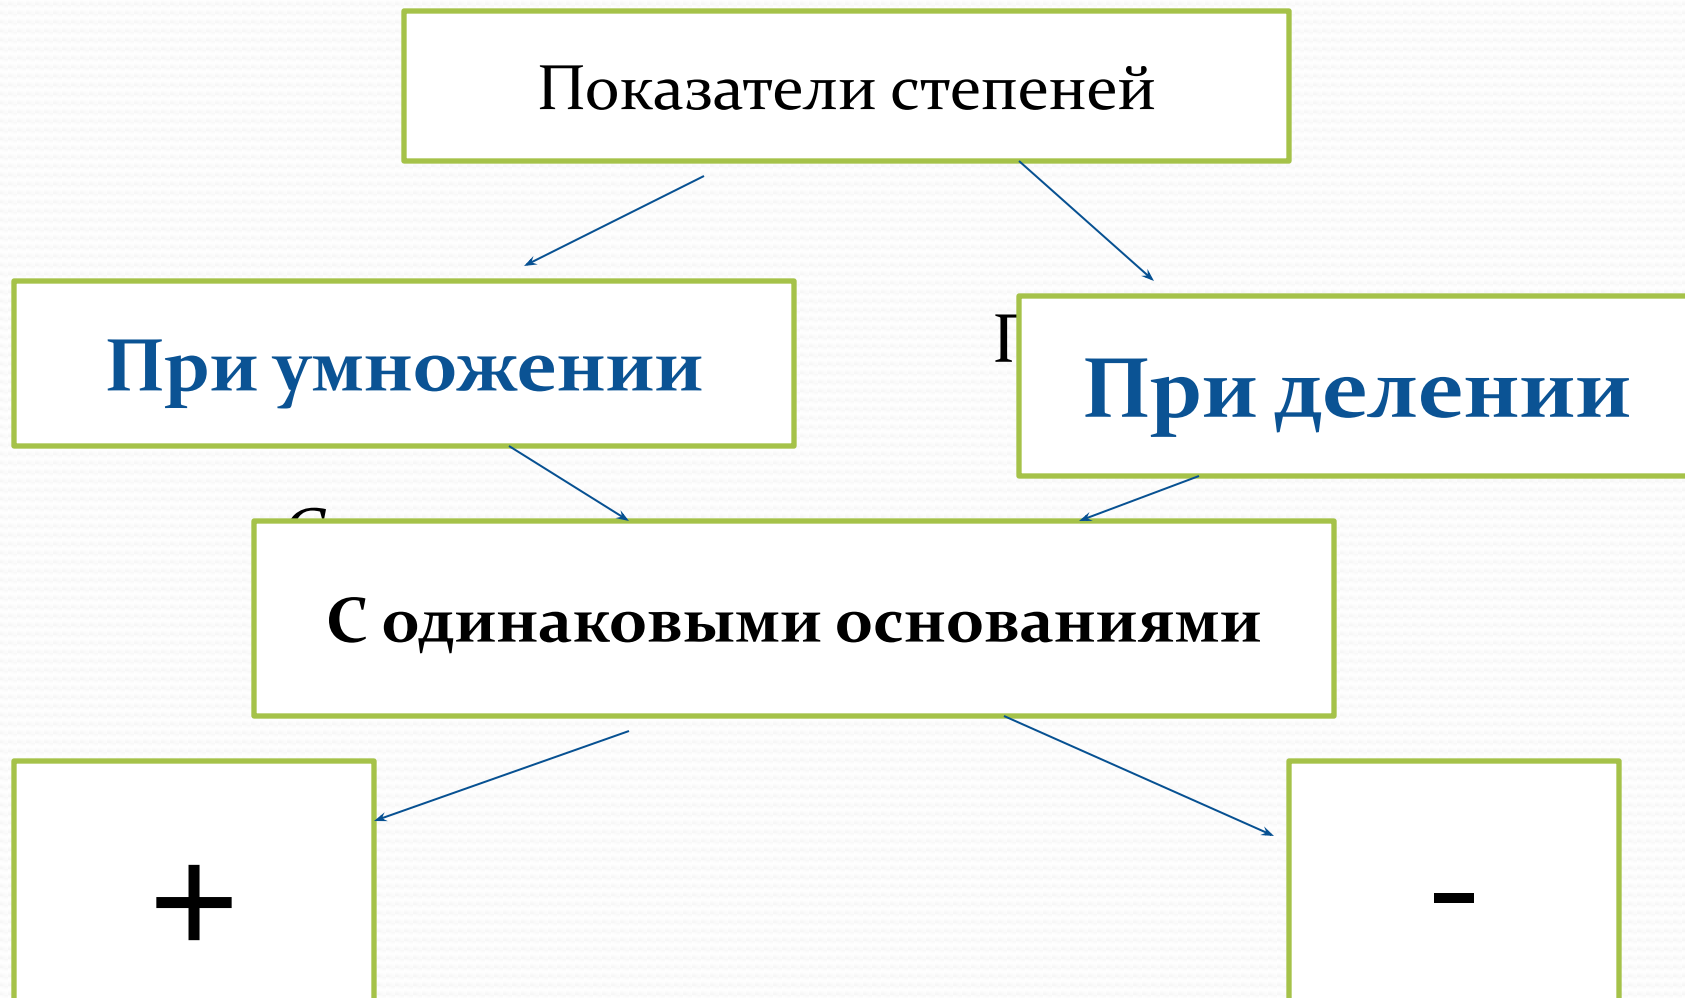 Показатели степеней
При умножении
При делении
С одинаковыми основаниями
+
-